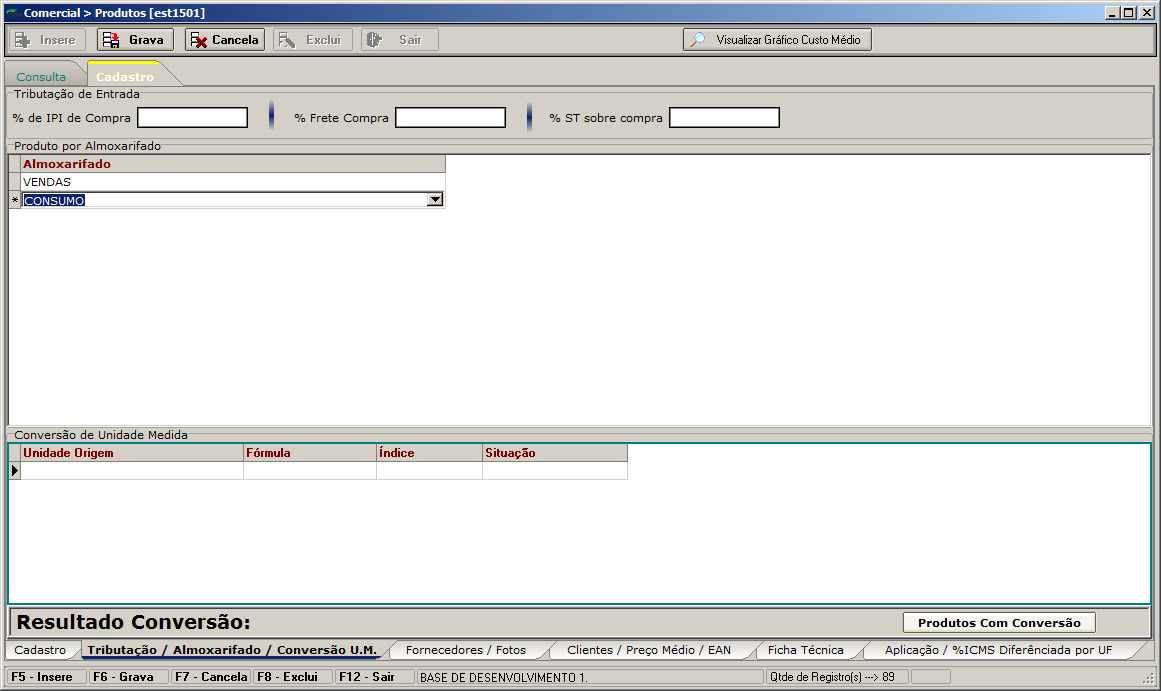 Comercial > Produtos [est1501]
Insere Grava Cancela Exclui Sair Visualizar Gráfico Custo Médio
Consulta Cadastro
Tributação de Entrada
% de IPI de Compra % Frete Compra % ST sobre compra
Produto por Almoxarifado
Almoxarifado
VENDAS
* CONSUMO
Conversão de Unidade Medida
Unidade Origem Fórmula Índice Situação
Resultado Conversão: Produtos Com Conversão
Cadastro Tributação / Almoxarifado / Conversão U.M. Fornecedores / Fotos Clientes / Preço Médio / EAN Ficha Técnica Aplicação / %ICMS Diferênciada por UF
F5 - Insere F6 - Grava F7 - Cancela F8 - Exclui F12 - Sair BASE DE DESENVOLVIMENTO 1. Qtde de Registro(s) ---> 89